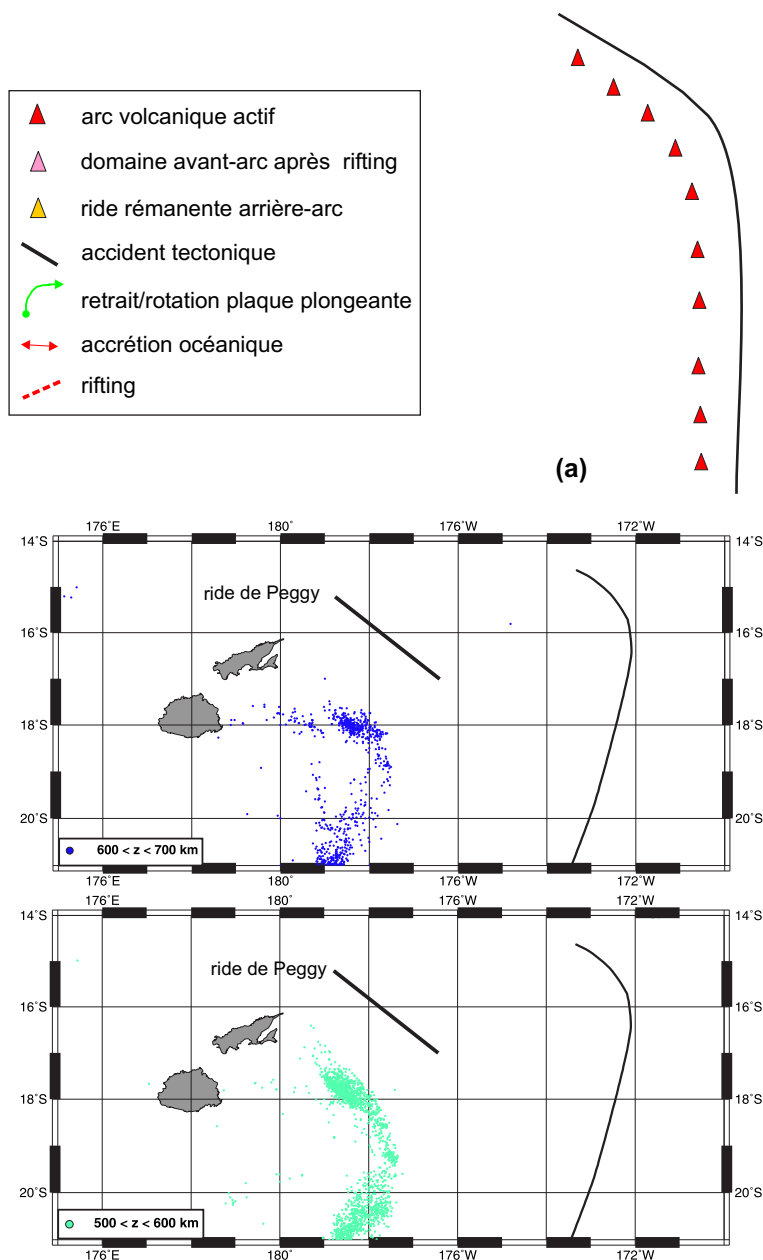 arc volcanique actif
domaine avant-arc après rifting
ride rémanente arrière-arc
accident tectonique
retrait/rotation plaque plongeante
accrétion océanique
rifting
(a)
176˚E 180˚ 176˚W 172˚W
14˚S 14˚S
ride de Peggy
16˚S 16˚S
18˚S 18˚S
20˚S 20˚S
600 < z < 700 km
176˚E 180˚ 176˚W 172˚W
176˚E 180˚ 176˚W 172˚W
14˚S 14˚S
ride de Peggy
16˚S 16˚S
18˚S 18˚S
20˚S 20˚S
500 < z < 600 km
176˚E 180˚ 176˚W 172˚W